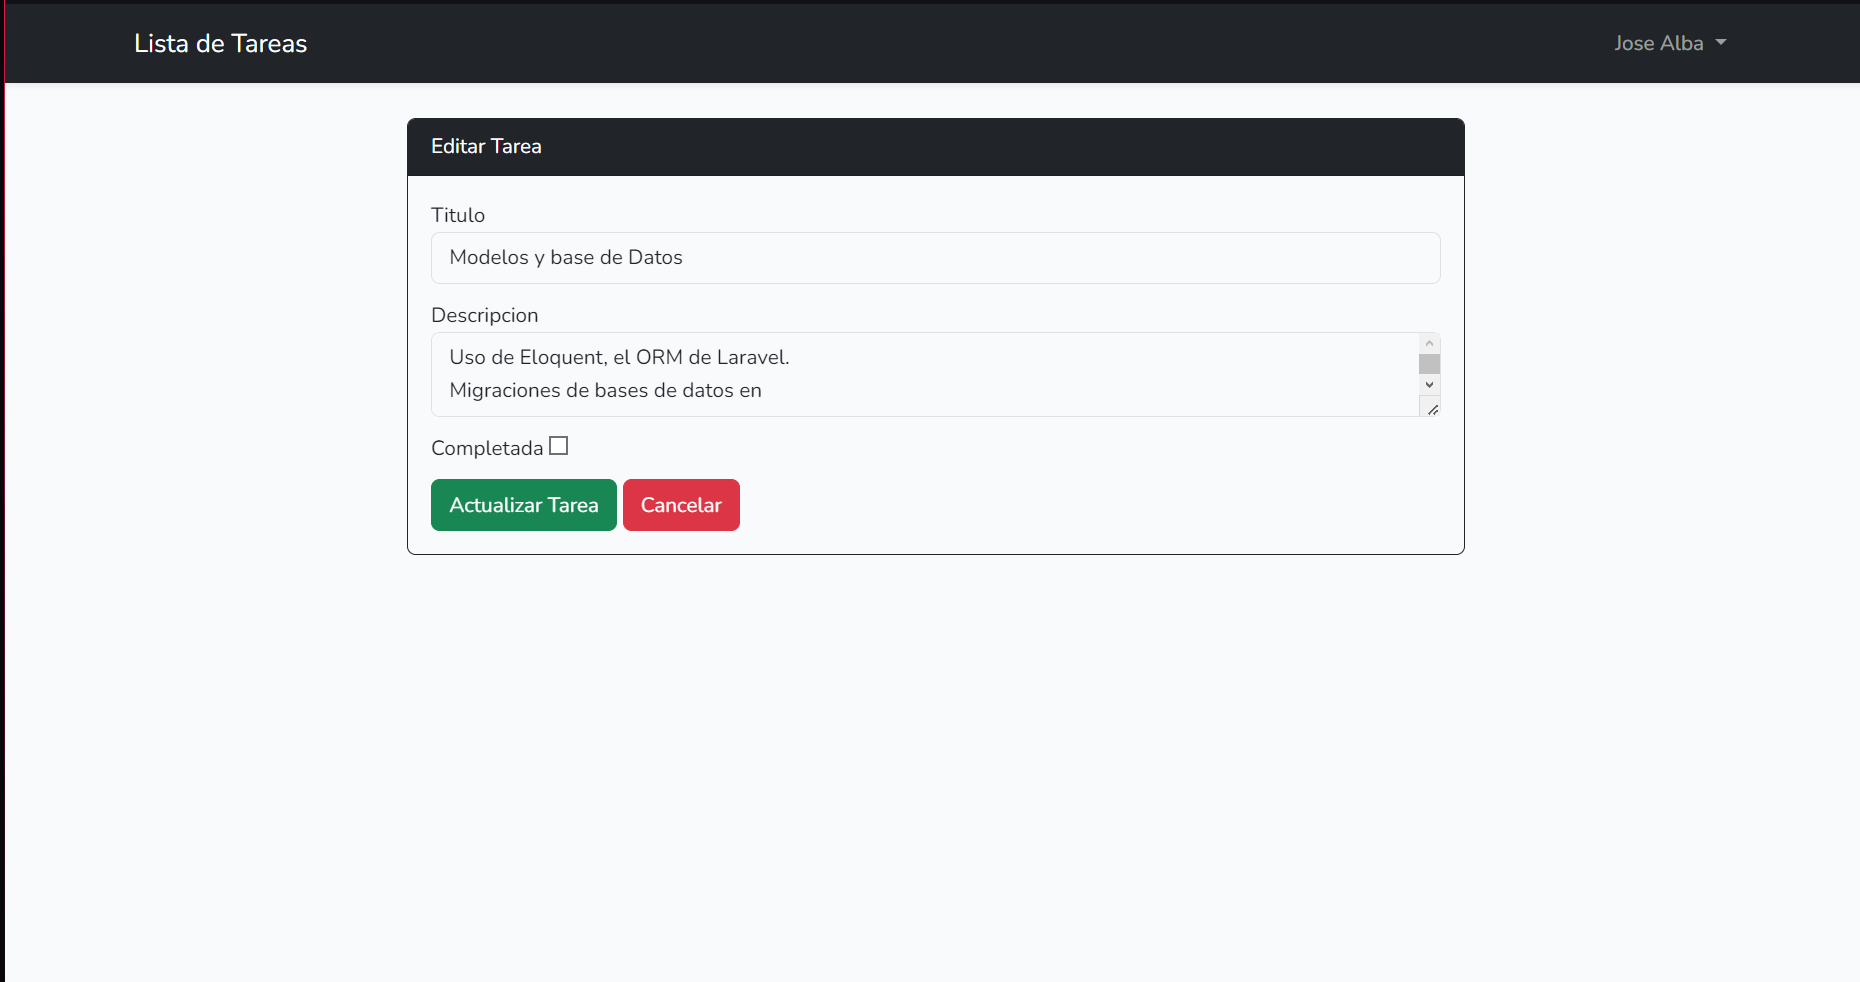 Lista de Tareas
Jose Alba
Editar Tarea
Titulo
Modelos y base de Datos
Descripcion
Uso de Eloquent, el ORM de Laravel.
Migraciones de bases de datos en
Completada
Actualizar Tarea
Cancelar